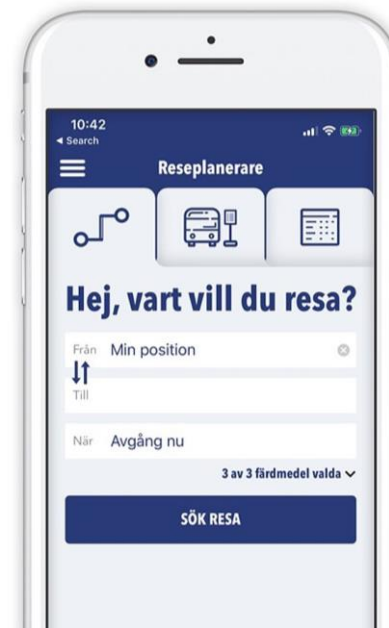 10:42
◀ Search
Reseplanerare
Hej, vart vill du resa?
Från Min position
Till
När Avgång nu
3 av 3 färdmedel valda
SÖK RESA